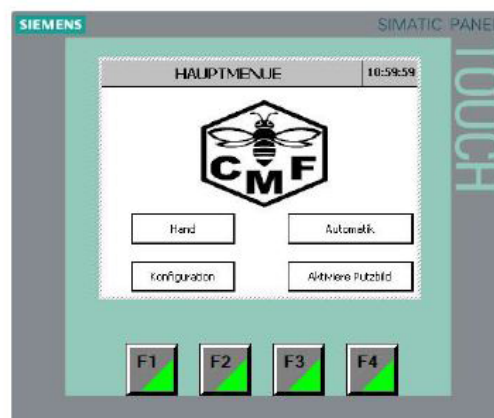 SIEMENS
SIMATIC PANEL
TOUCH
HAUPTMENUE
10:59:59
CMF
Hand
Automatik
Konfiguration
Aktiviere Putzbild
F1
F2
F3
F4